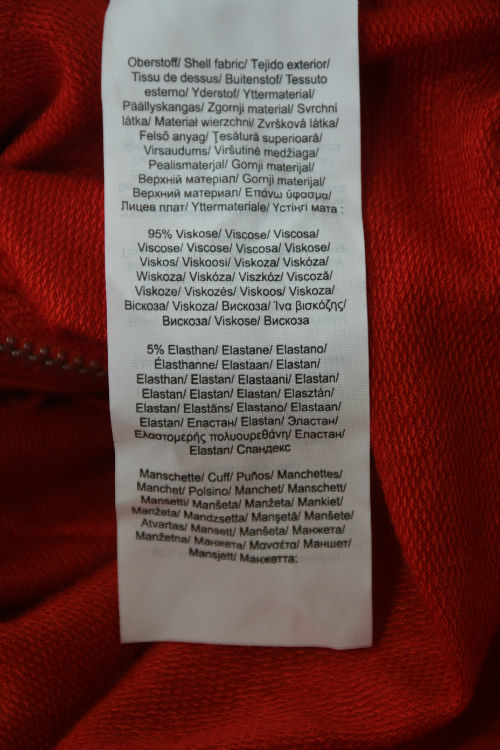 Oberstoff/ Shell fabric/ Tejido exterior/
Tissu de dessus/ Buitenstof/ Tessuto
esterno/ Yderstof/ Yttermaterial/
Päällyskangas/ Zgornji material/ Svrchní
látka/ Materiał wierzchni/ Zvršková látka/
Felső anyag/ Țesătură superioară/
Virsaudums/ Viršutinė medžiaga/
Pealismaterjal/ Gornji materijal/
Верхній матеріал/ Gornji materijal/
Верхний материал/ Επάνω ύφασμα/
Лицев плат/ Yttermateriale/ Үстіңгі мата :
95% Viskose/ Viscose/ Viscosa/
Viscose/ Viscose/ Viscosa/ Viskose/
Viskos/ Viskoosi/ Viskoza/ Viskóza/
Wiskoza/ Viskóza/ Viszkóz/ Viscoză/
Viskoze/ Viskozės/ Viskoos/ Viskoza/
Віскоза/ Viskoza/ Вискоза/ Ίνα βισκόζης/
Вискоза/ Viskose/ Вискоза
5% Elasthan/ Elastane/ Elastano/
Élasthanne/ Elastaan/ Elastan/
Elasthan/ Elastan/ Elastaani/ Elastan/
Elastan/ Elastan/ Elastan/ Elasztán/
Elastan/ Elastāns/ Elastano/ Elastaan/
Elastan/ Еластан/ Elastan/ Эластан/
Ελαστομερής πολυουρεθάνη/ Еластан/
Elastan/ Спандекс
Manschette/ Cuff/ Puños/ Manchettes/
Manchet/ Polsino/ Manchet/ Manschett/
Mansetti/ Manšeta/ Manžeta/ Mankiet/
Manžeta/ Mandzsetta/ Manşetă/ Manšete/
Atvartas/ Mansett/ Manšeta/ Манжета/
Manžetna/ Манжета/ Μανσέτα/ Маншет/
Mansjett/ Манжетта: